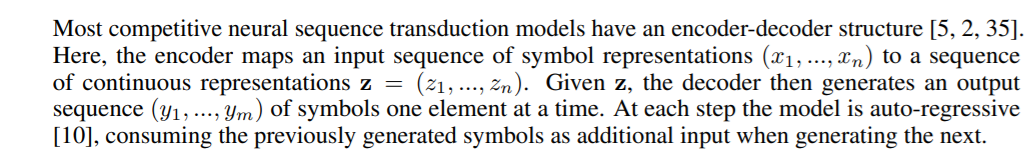 Most competitive neural sequence transduction models have an encoder-decoder structure [5, 2, 35].
Here, the encoder maps an input sequence of symbol representations (x₁, ..., xₙ) to a sequence
of continuous representations z = (z₁, ..., zₙ). Given z, the decoder then generates an output
sequence (y₁, ..., yₘ) of symbols one element at a time. At each step the model is auto-regressive
[10], consuming the previously generated symbols as additional input when generating the next.